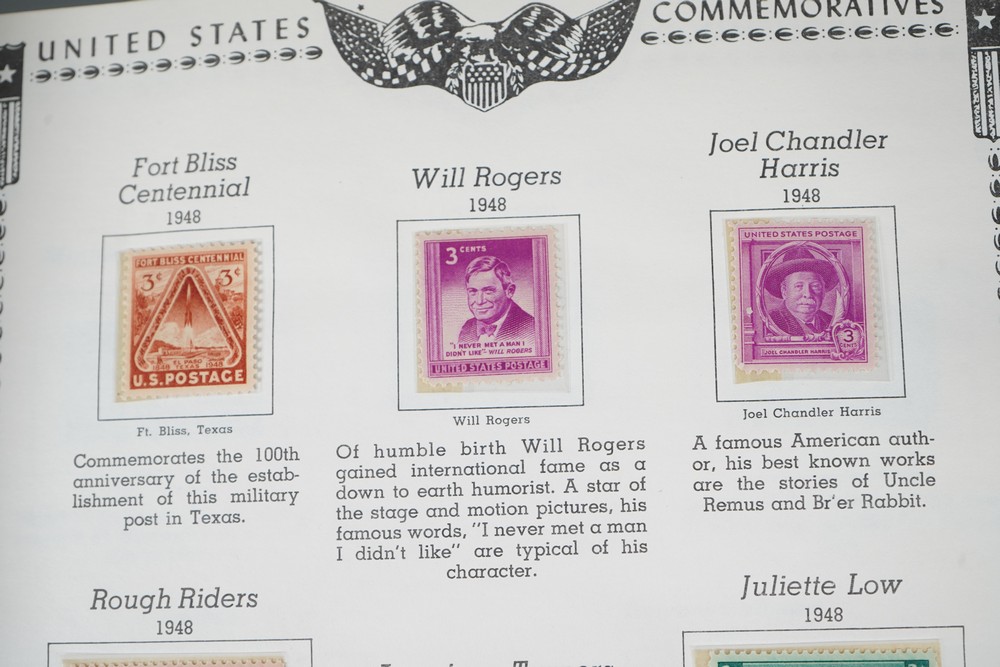 UNITED STATES
COMMEMORATIVES
Fort Bliss
Centennial
1948
FORT BLISS CENTENNIAL
3¢ 3¢
EL PASO
1848 TEXAS 1948
U.S. POSTAGE
Ft. Bliss, Texas
Commemorates the 100th
anniversary of the estab-
lishment of this military
post in Texas.
Will Rogers
1948
3 CENTS
"I NEVER MET A MAN I
DIDN'T LIKE"-WILL ROGERS
UNITED STATES POSTAGE
Will Rogers
Of humble birth Will Rogers
gained international fame as a
down to earth humorist. A star of
the stage and motion pictures, his
famous words, "I never met a man
I didn't like" are typical of his
character.
Joel Chandler
Harris
1948
UNITED STATES POSTAGE
3
CENTS
JOEL CHANDLER HARRIS
Joel Chandler Harris
A famous American auth-
or, his best known works
are the stories of Uncle
Remus and Br'er Rabbit.
Rough Riders
1948
Juliette Low
1948